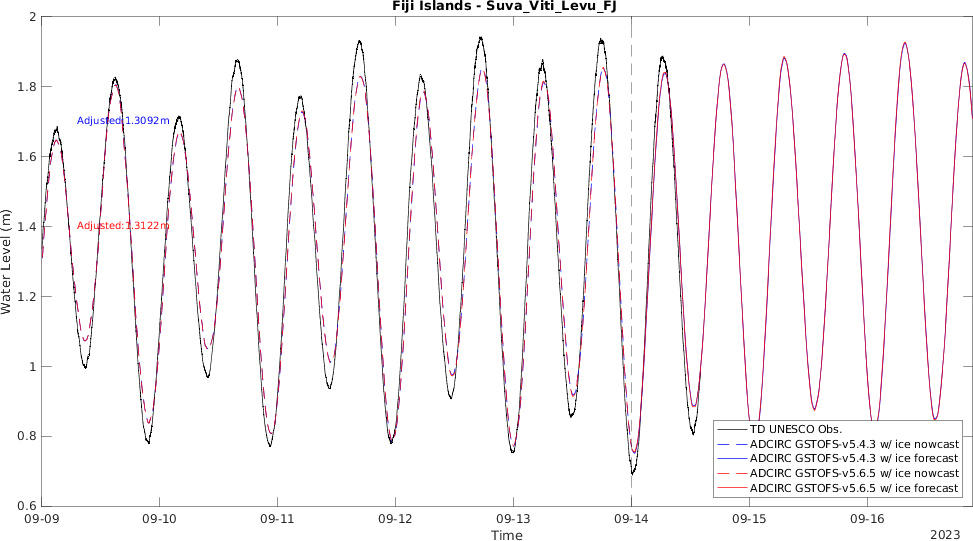 Fiji Islands - Suva_Viti_Levu_FJ
2
1.8
1.6
1.4
1.2
1
0.8
0.6
Water Level (m)
Adjusted:1.3092m
Adjusted:1.3122m
TD UNESCO Obs.
ADCIRC GSTOFS-v5.4.3 w/ ice nowcast
ADCIRC GSTOFS-v5.4.3 w/ ice forecast
ADCIRC GSTOFS-v5.6.5 w/ ice nowcast
ADCIRC GSTOFS-v5.6.5 w/ ice forecast
09-09 09-10 09-11 09-12 09-13 09-14 09-15 09-16
Time
2023